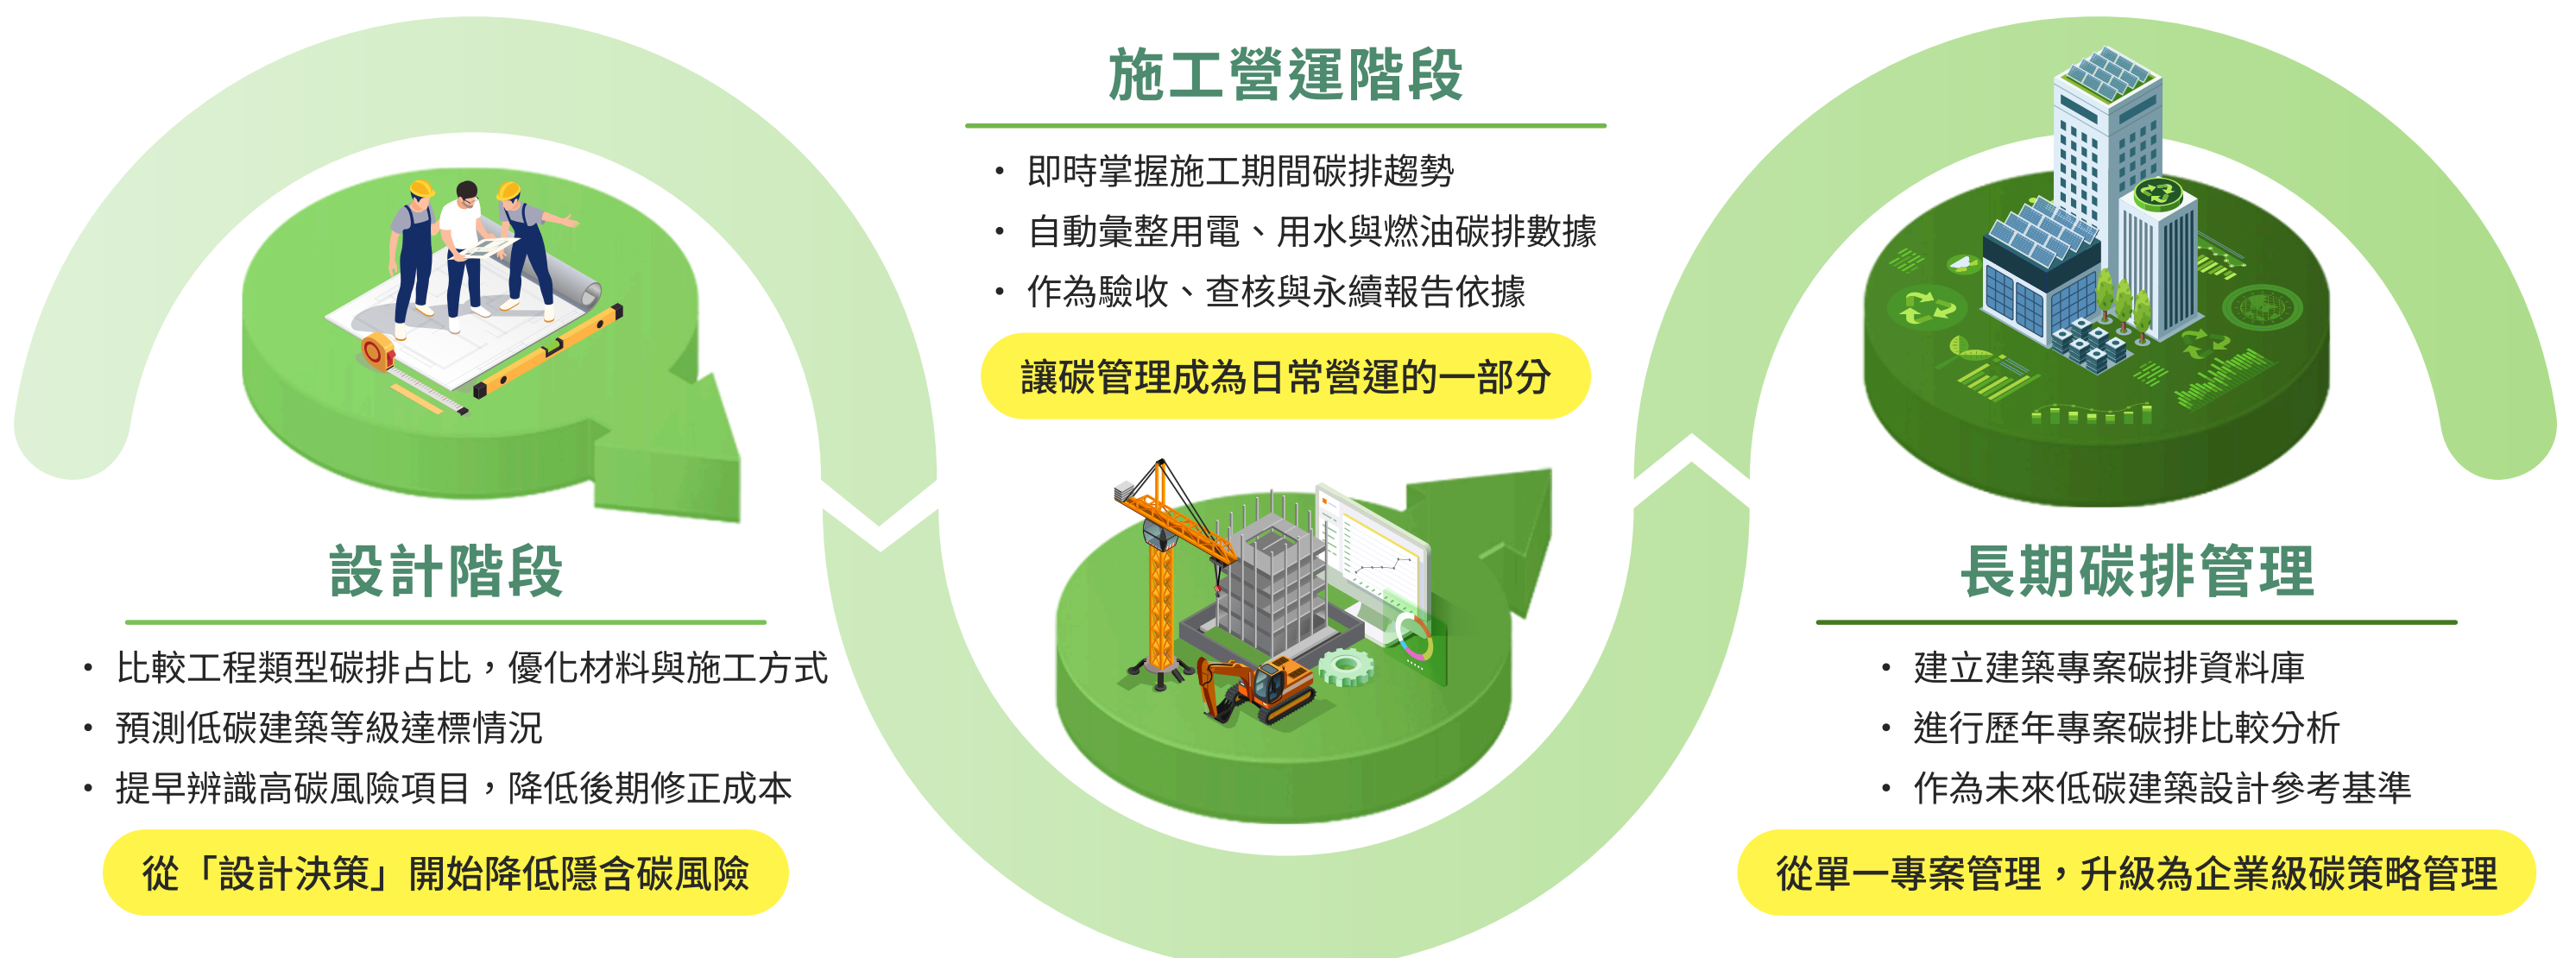 設計階段
・比較工程類型碳排占比，優化材料與施工方式
・預測低碳建築等級達標情況
・提早辨識高碳風險項目，降低後期修正成本
從「設計決策」開始降低隱含碳風險
施工營運階段
・即時掌握施工期間碳排趨勢
・自動彙整用電、用水與燃油碳排數據
・作為驗收、查核與永續報告依據
讓碳管理成為日常營運的一部分
長期碳排管理
・建立建築專案碳排資料庫
・進行歷年專案碳排比較分析
・作為未來低碳建築設計參考基準
從單一專案管理，升級為企業級碳策略管理